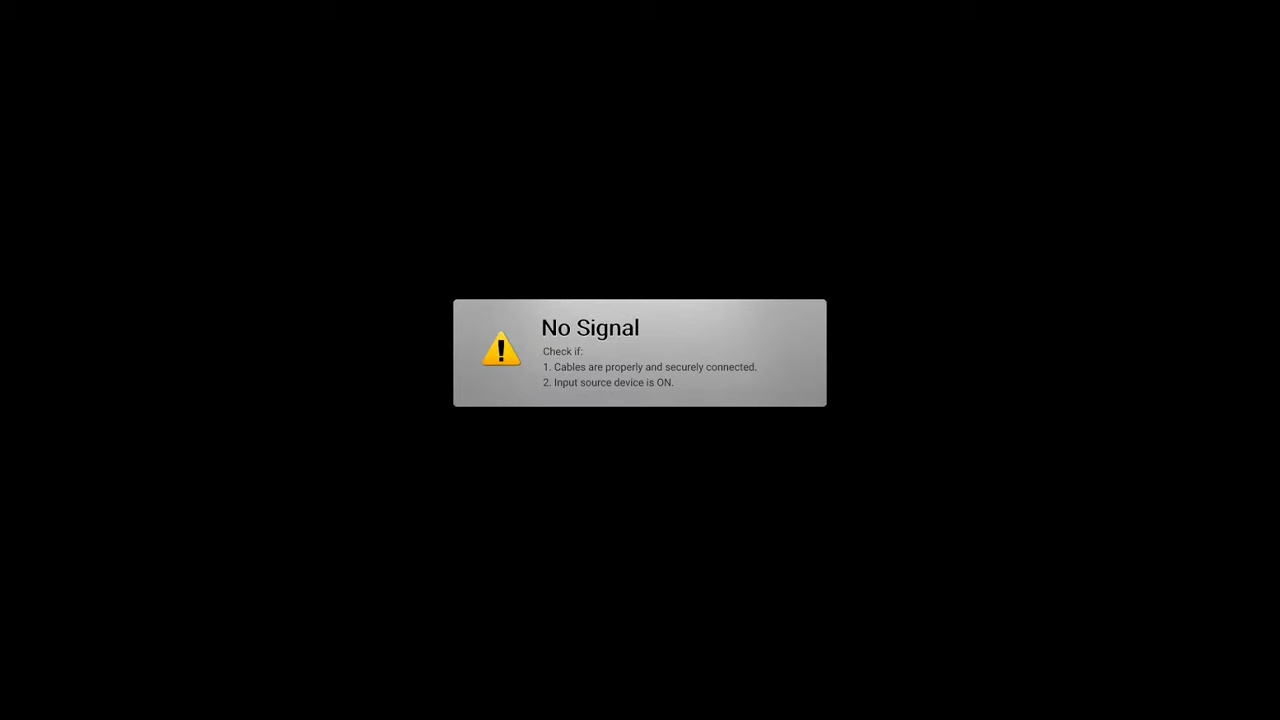 No Signal
Check if:
1. Cables are properly and securely connected.
2. Input source device is ON.